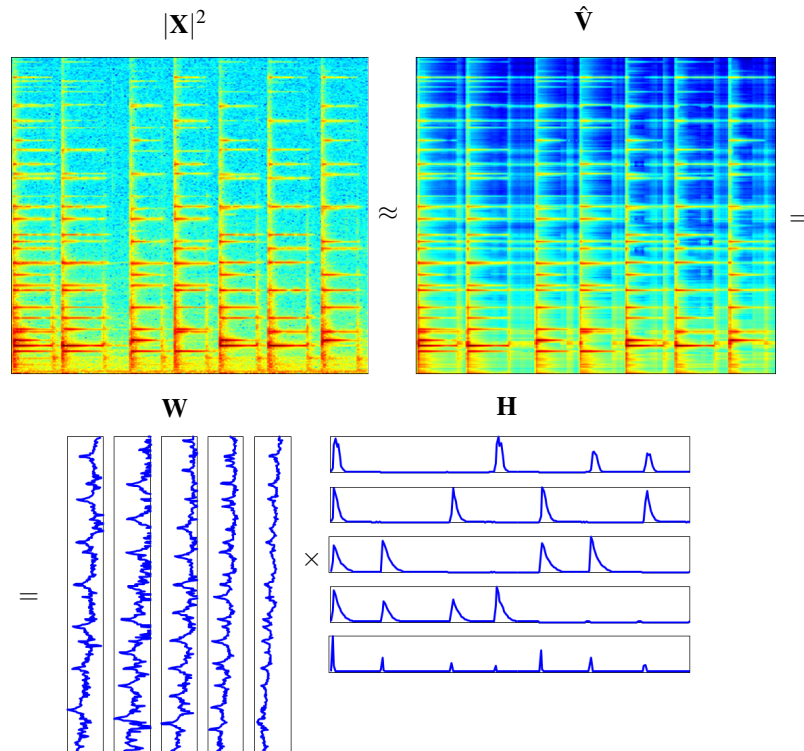 |X|²
V̂
≈
=
W
H
=
×